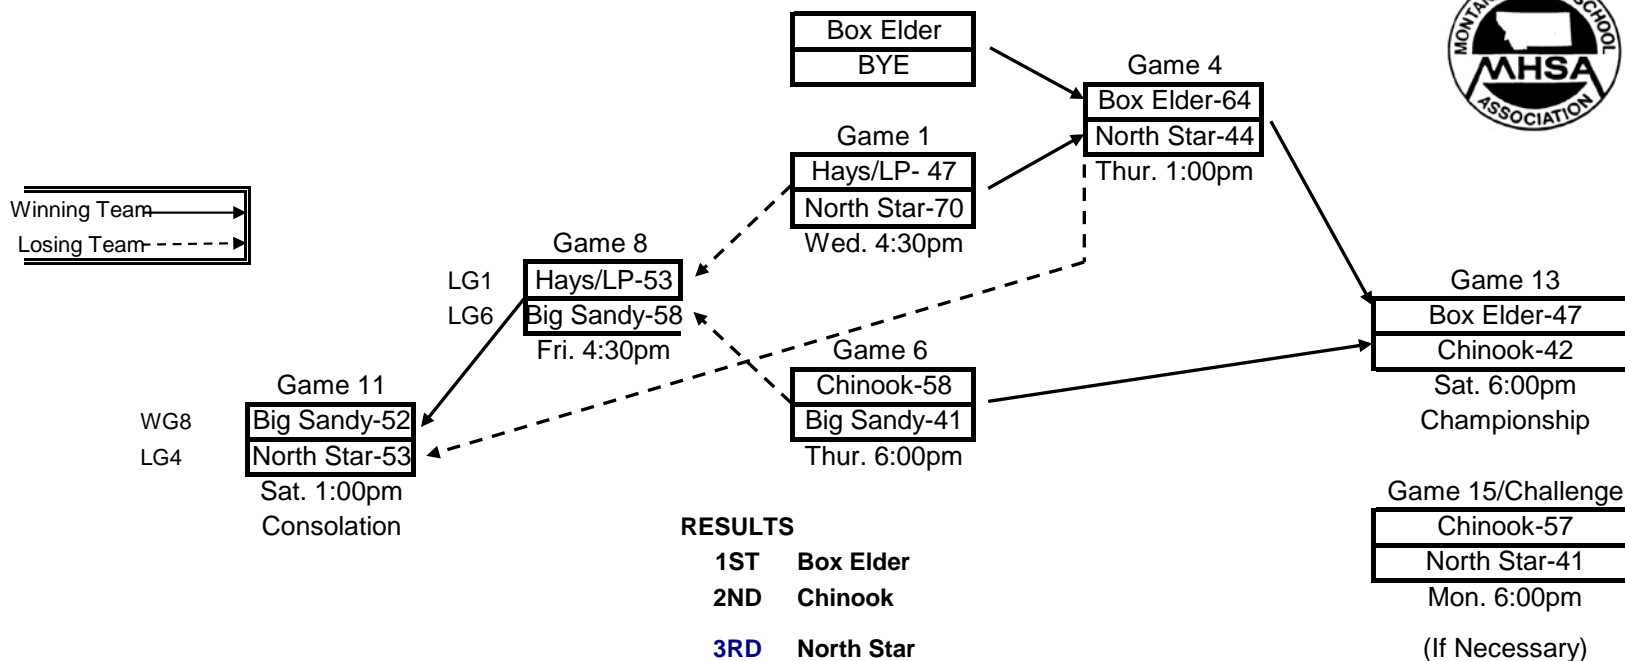 Box Elder
BYE
MHSA
ASSOCIATION
SCHOOL
Game 4
Box Elder-64
North Star-44
Thur. 1:00pm
Game 1
Hays/LP- 47
North Star-70
Wed. 4:30pm
Winning Team
Losing Team
Game 8
LG1 Hays/LP-53
LG6 Big Sandy-58
Fri. 4:30pm
Game 6
Chinook-58
Big Sandy-41
Thur. 6:00pm
Game 13
Box Elder-47
Chinook-42
Sat. 6:00pm
Championship
Game 11
WG8 Big Sandy-52
LG4 North Star-53
Sat. 1:00pm
Consolation
Game 15/Challenge
Chinook-57
North Star-41
Mon. 6:00pm
(If Necessary)
RESULTS
1ST Box Elder
2ND Chinook
3RD North Star